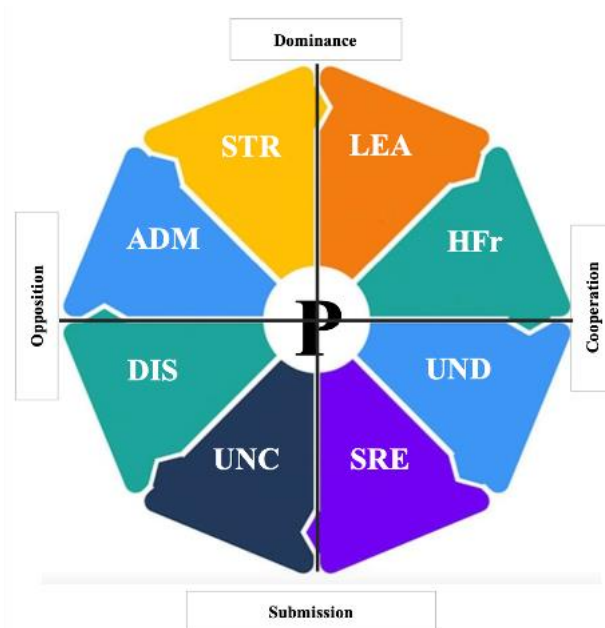 Dominance
STR
LEA
ADM
HFr
Opposition
P
Cooperation
DIS
UND
UNC
SRE
Submission